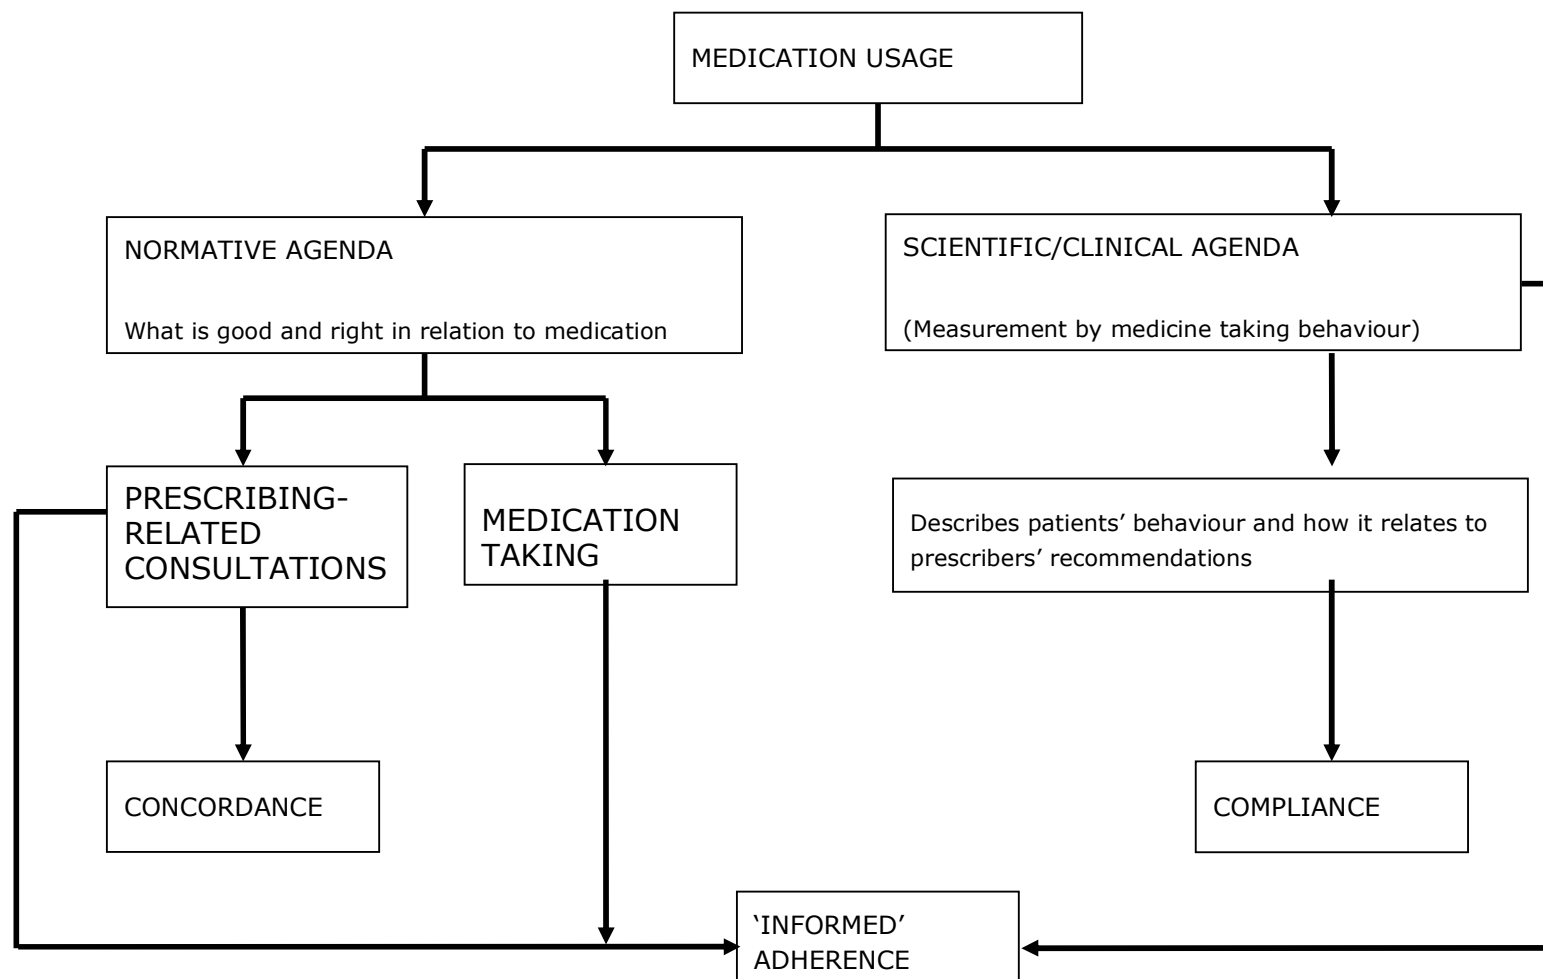 MEDICATION USAGE
NORMATIVE AGENDA
What is good and right in relation to medication
SCIENTIFIC/CLINICAL AGENDA
(Measurement by medicine taking behaviour)
PRESCRIBING-
RELATED
CONSULTATIONS
MEDICATION
TAKING
Describes patients’ behaviour and how it relates to
prescribers’ recommendations
CONCORDANCE
COMPLIANCE
‘INFORMED’
ADHERENCE